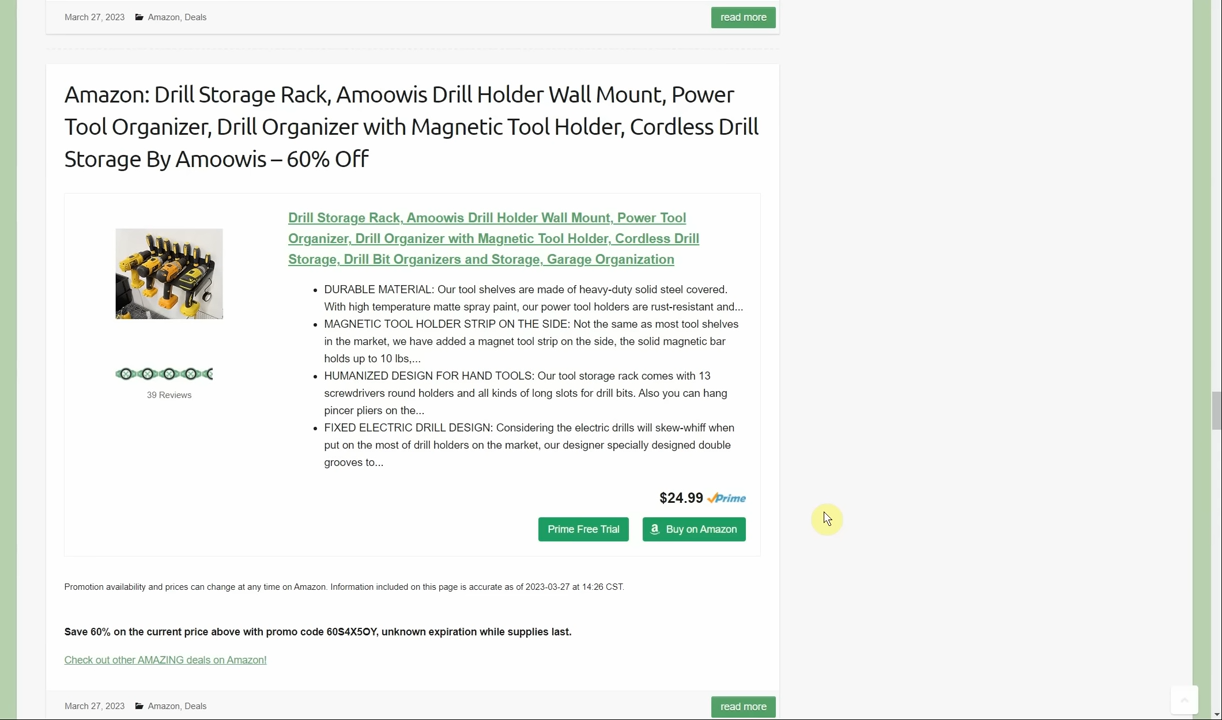 March 27, 2023 Amazon, Deals read more
Amazon: Drill Storage Rack, Amoowis Drill Holder Wall Mount, Power
Tool Organizer, Drill Organizer with Magnetic Tool Holder, Cordless Drill
Storage By Amoowis – 60% Off
Drill Storage Rack, Amoowis Drill Holder Wall Mount, Power Tool
Organizer, Drill Organizer with Magnetic Tool Holder, Cordless Drill
Storage, Drill Bit Organizers and Storage, Garage Organization
• DURABLE MATERIAL: Our tool shelves are made of heavy-duty solid steel covered.
With high temperature matte spray paint, our power tool holders are rust-resistant and...
• MAGNETIC TOOL HOLDER STRIP ON THE SIDE: Not the same as most tool shelves
in the market, we have added a magnet tool strip on the side, the solid magnetic bar
holds up to 10 lbs,...
• HUMANIZED DESIGN FOR HAND TOOLS: Our tool storage rack comes with 13
screwdrivers round holders and all kinds of long slots for drill bits. Also you can hang
pincer pliers on the...
• FIXED ELECTRIC DRILL DESIGN: Considering the electric drills will skew-whiff when
put on the most of drill holders on the market, our designer specially designed double
grooves to...
39 Reviews
$24.99 Prime
Prime Free Trial Buy on Amazon
Promotion availability and prices can change at any time on Amazon. Information included on this page is accurate as of 2023-03-27 at 14:26 CST.
Save 60% on the current price above with promo code 60S4X5OY, unknown expiration while supplies last.
Check out other AMAZING deals on Amazon!
March 27, 2023 Amazon, Deals read more